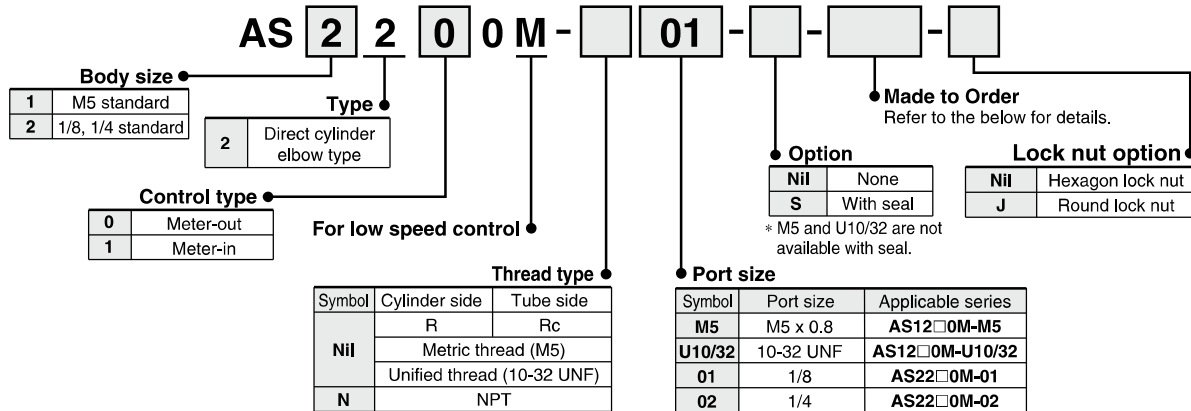 AS 2 2 0 0 M - 01 - - -
Body size
1 M5 standard
2 1/8, 1/4 standard
Type
2 Direct cylinder
elbow type
Control type
0 Meter-out
1 Meter-in
For low speed control
Thread type
Symbol Cylinder side Tube side
Nil R Rc
Metric thread (M5)
Unified thread (10-32 UNF)
N NPT
Port size
Symbol Port size Applicable series
M5 M5 x 0.8 AS12□0M-M5
U10/32 10-32 UNF AS12□0M-U10/32
01 1/8 AS22□0M-01
02 1/4 AS22□0M-02
Option
Nil None
S With seal
* M5 and U10/32 are not
available with seal.
Made to Order
Refer to the below for details.
Lock nut option
Nil Hexagon lock nut
J Round lock nut